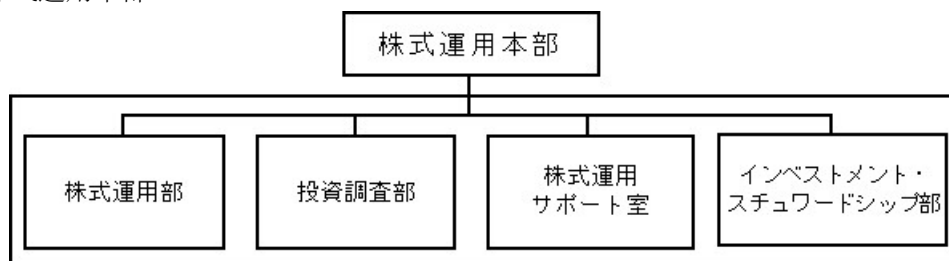 株式運用本部
株式運用部
投資調査部
株式運用
サポート室
インベストメント・
スチュワードシップ部